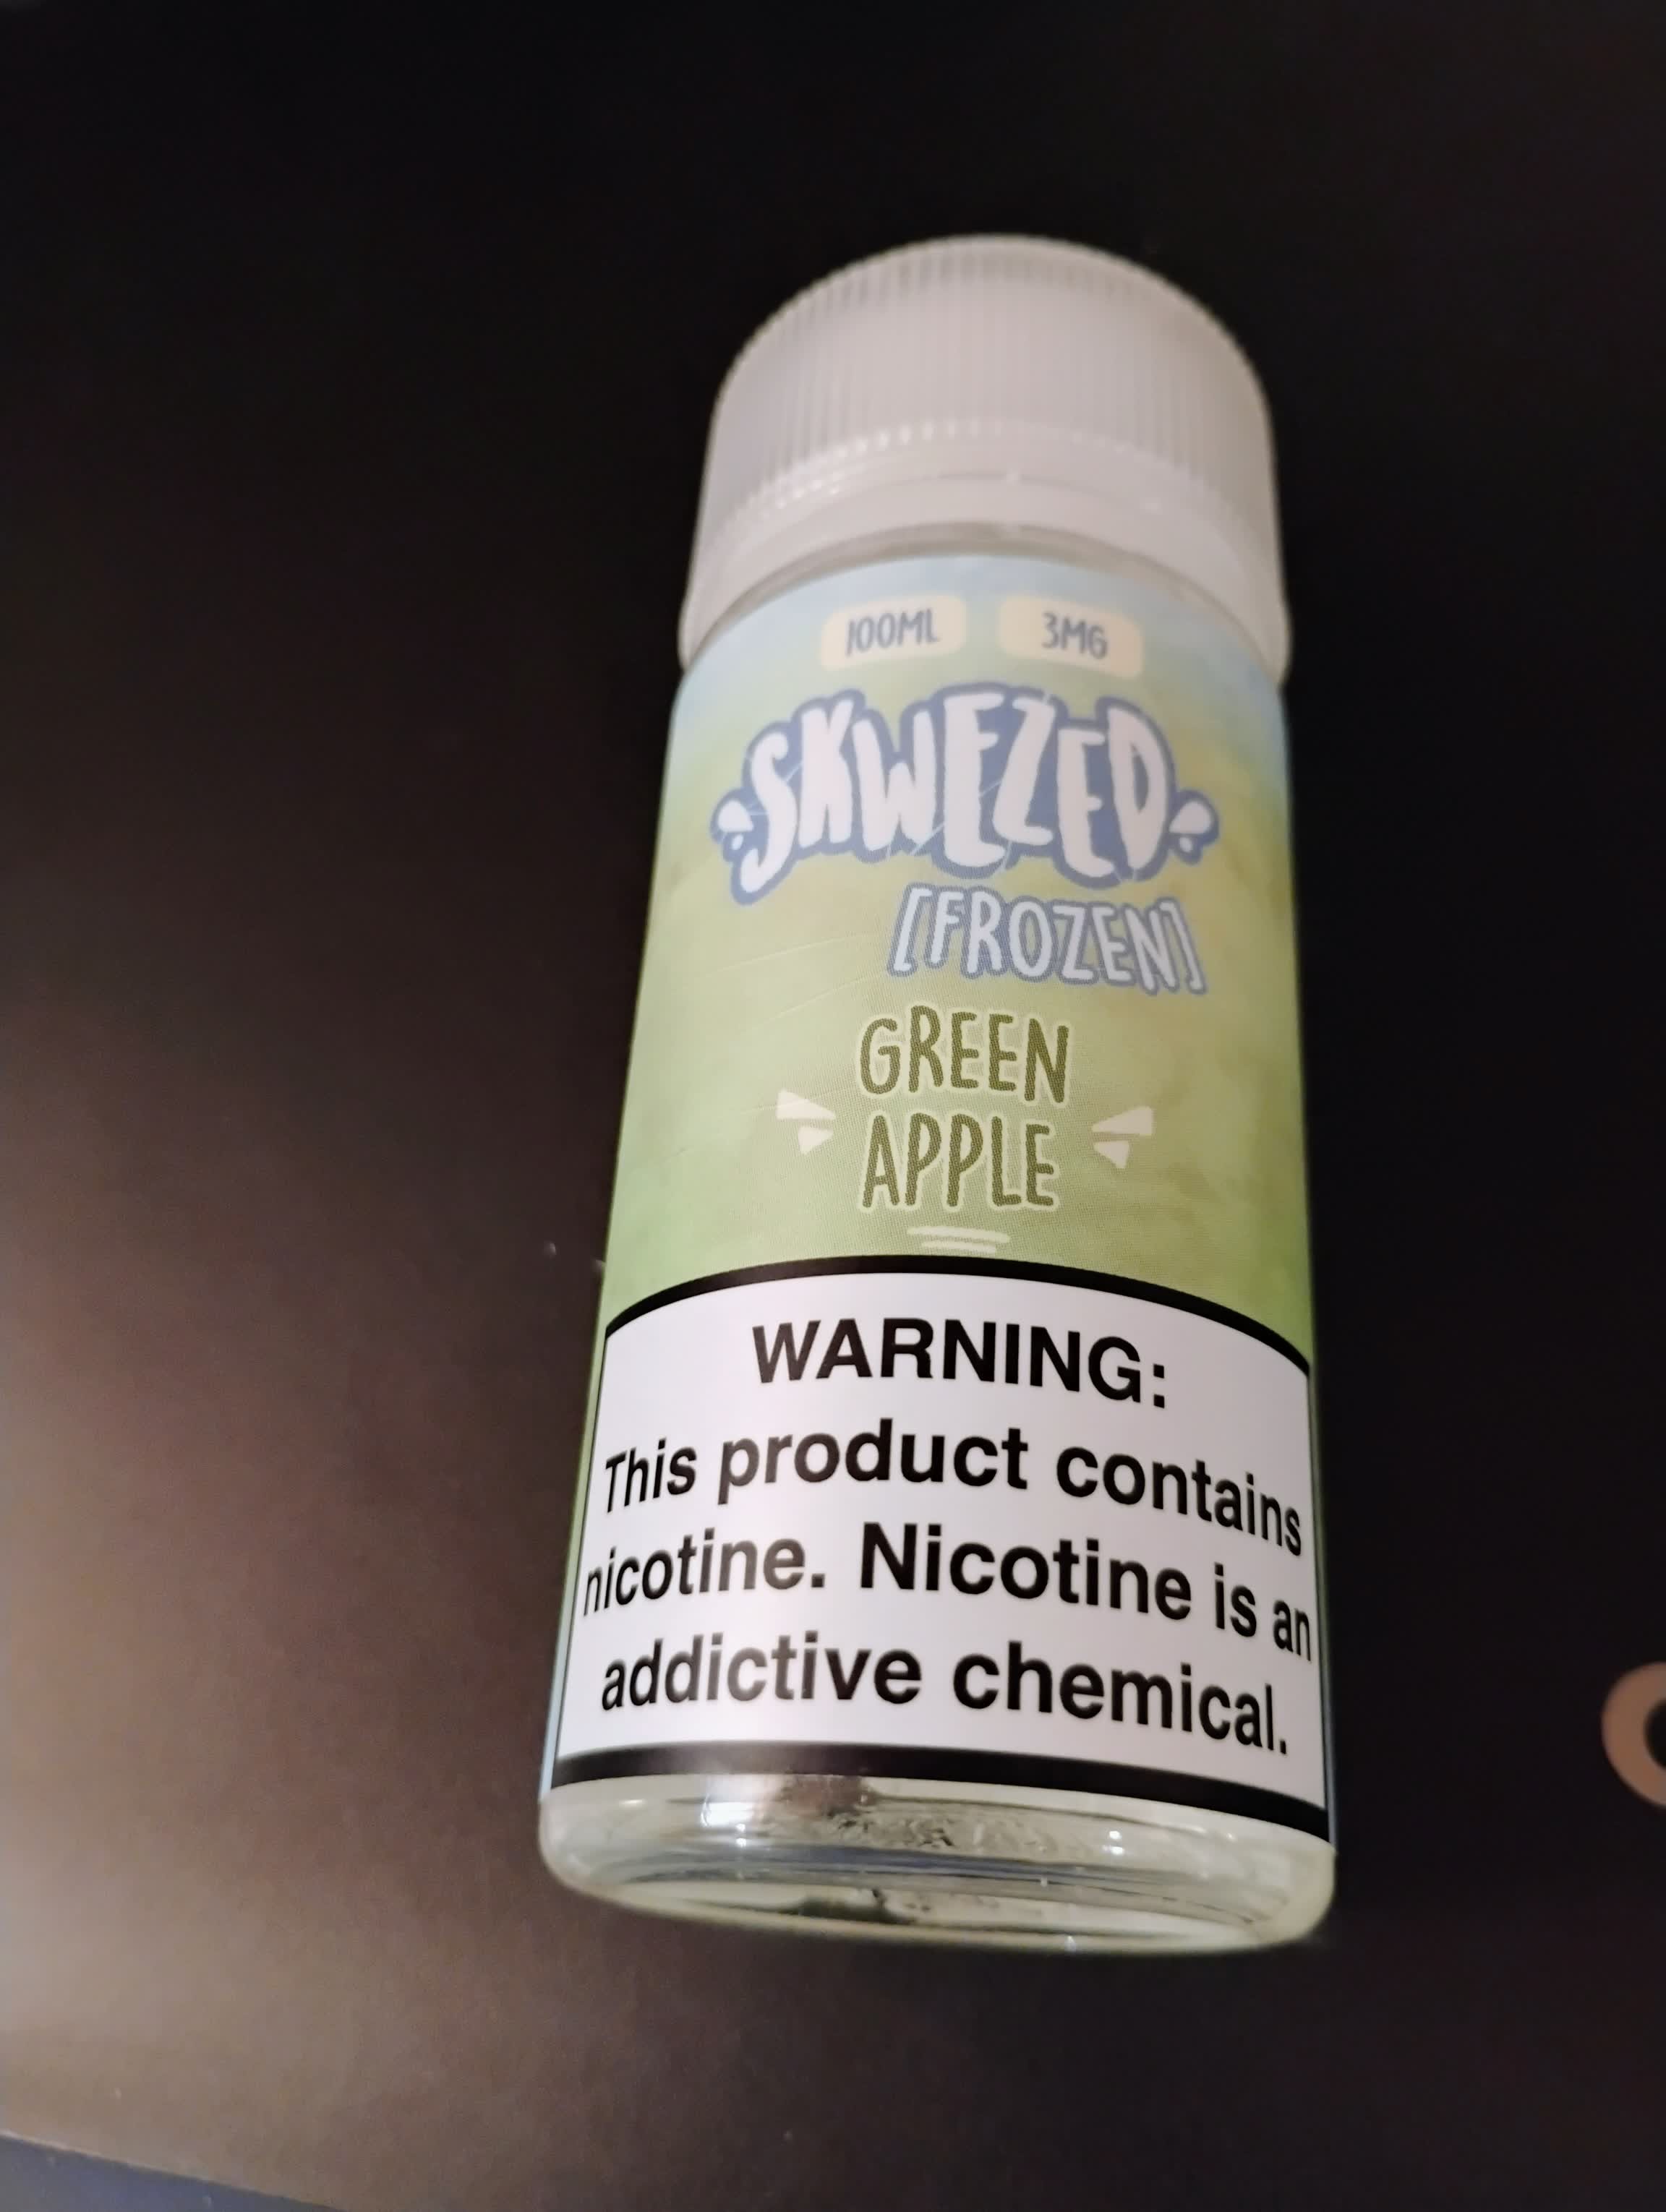 100ML 3MG
SKWEZED
[FROZEN]
GREEN
APPLE
WARNING:
This product contains
nicotine. Nicotine is an
addictive chemical.